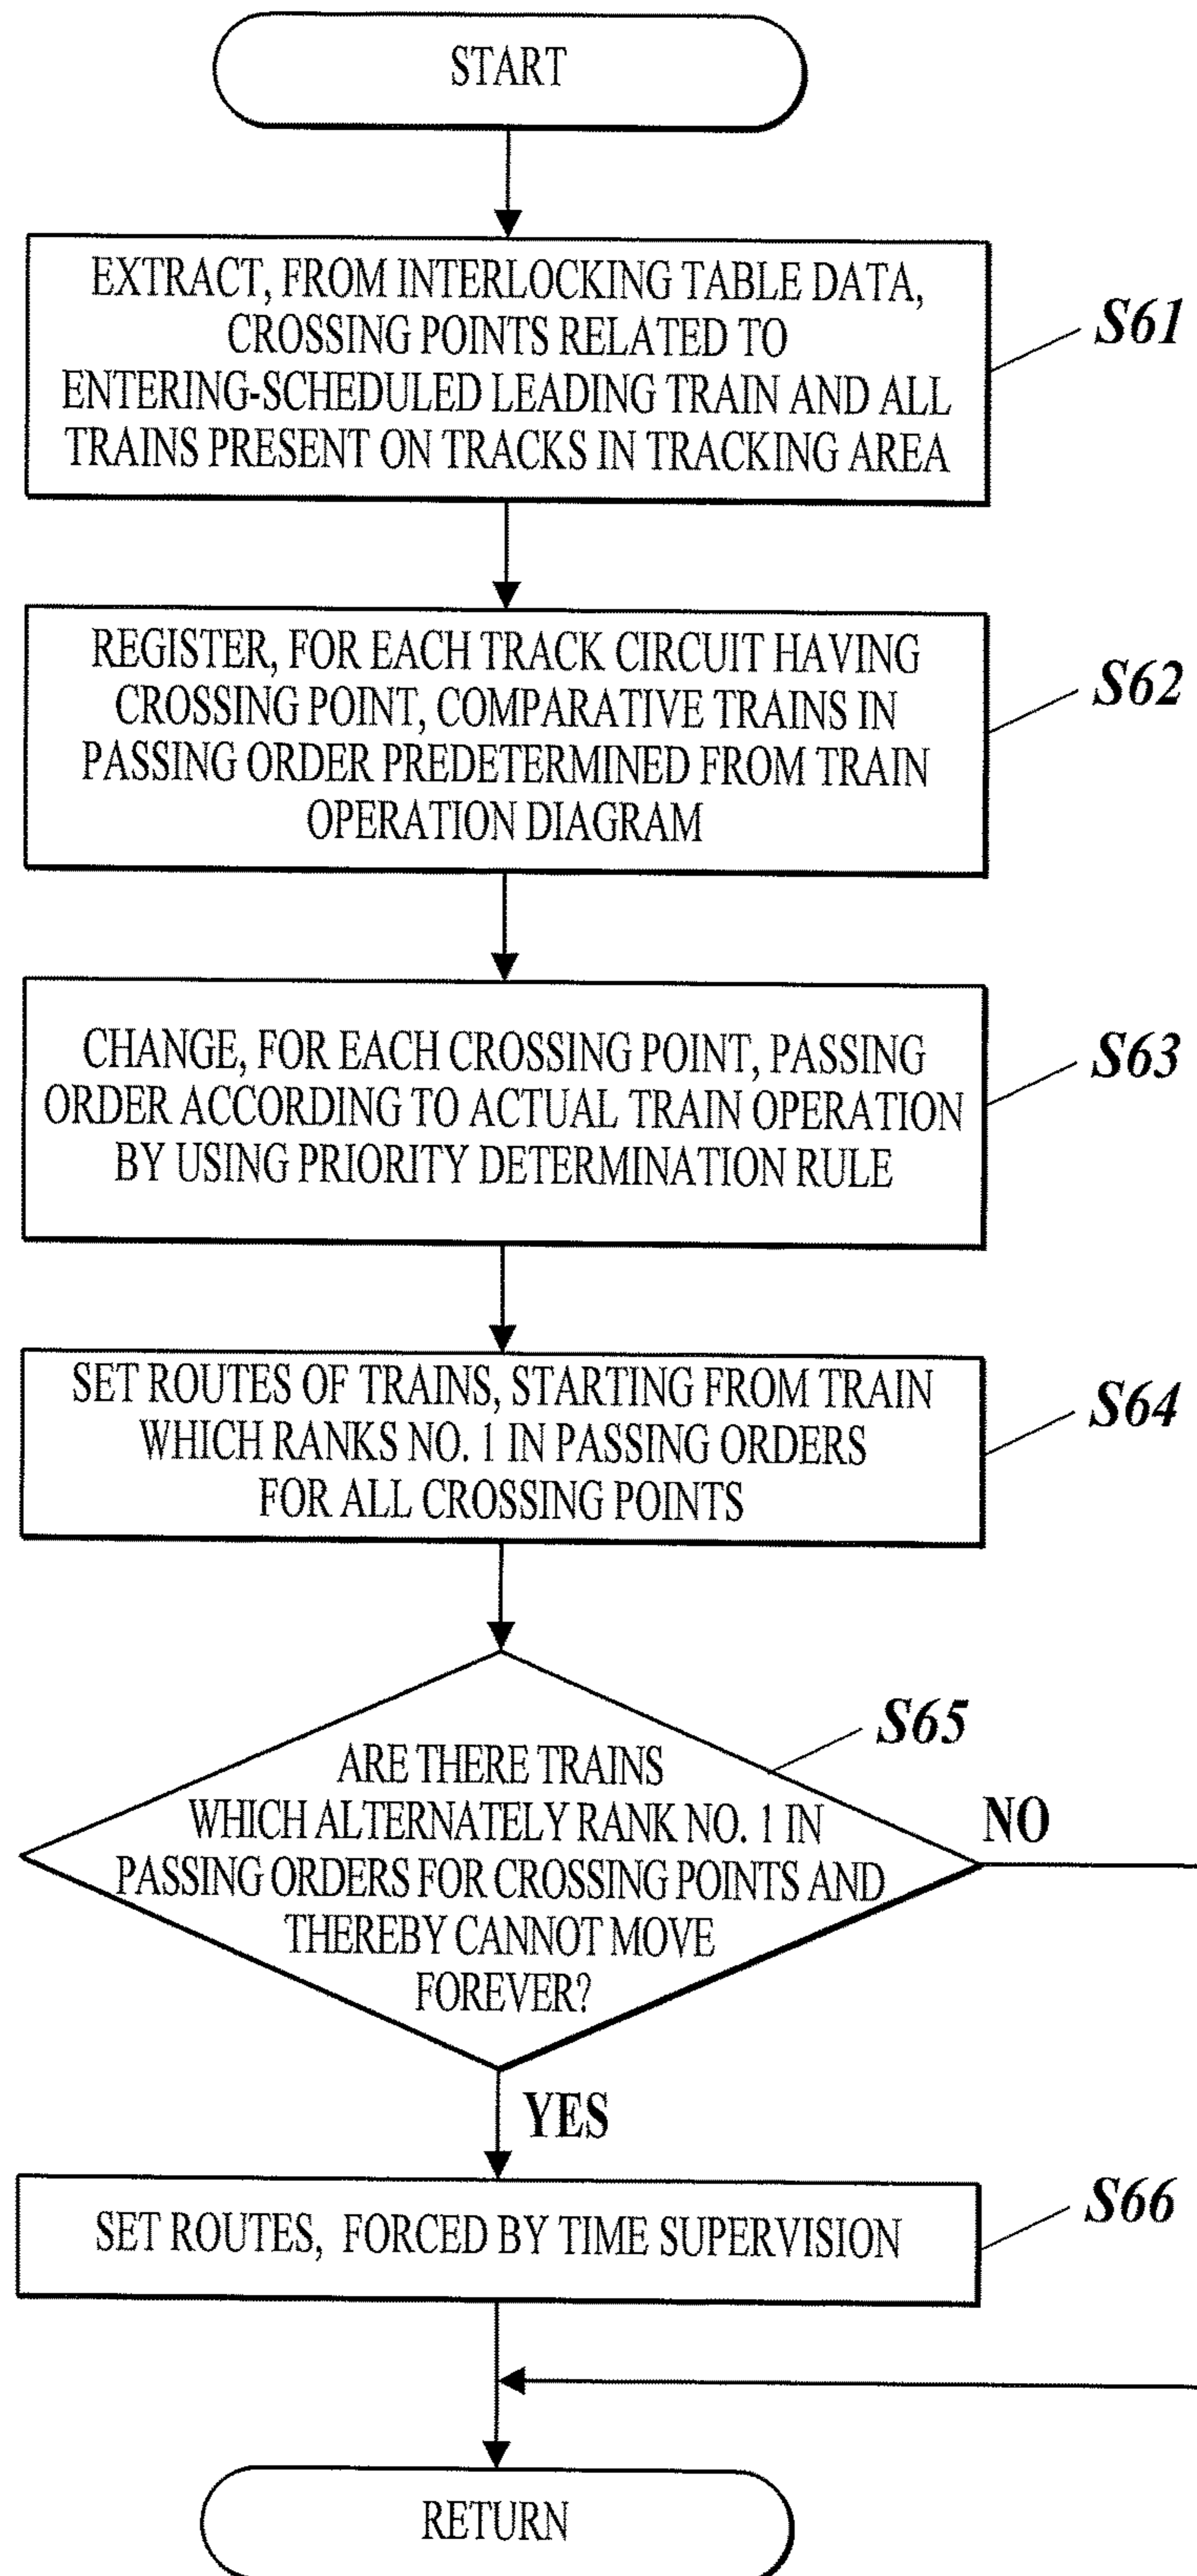 START
EXTRACT, FROM INTERLOCKING TABLE DATA,
CROSSING POINTS RELATED TO
ENTERING-SCHEDULED LEADING TRAIN AND ALL
TRAINS PRESENT ON TRACKS IN TRACKING AREA
S61
REGISTER, FOR EACH TRACK CIRCUIT HAVING
CROSSING POINT, COMPARATIVE TRAINS IN
PASSING ORDER PREDETERMINED FROM TRAIN
OPERATION DIAGRAM
S62
CHANGE, FOR EACH CROSSING POINT, PASSING
ORDER ACCORDING TO ACTUAL TRAIN OPERATION
BY USING PRIORITY DETERMINATION RULE
S63
SET ROUTES OF TRAINS, STARTING FROM TRAIN
WHICH RANKS NO. 1 IN PASSING ORDERS
FOR ALL CROSSING POINTS
S64
ARE THERE TRAINS
WHICH ALTERNATELY RANK NO. 1 IN
PASSING ORDERS FOR CROSSING POINTS AND
THEREBY CANNOT MOVE
FOREVER?
S65
NO
YES
SET ROUTES, FORCED BY TIME SUPERVISION
S66
RETURN